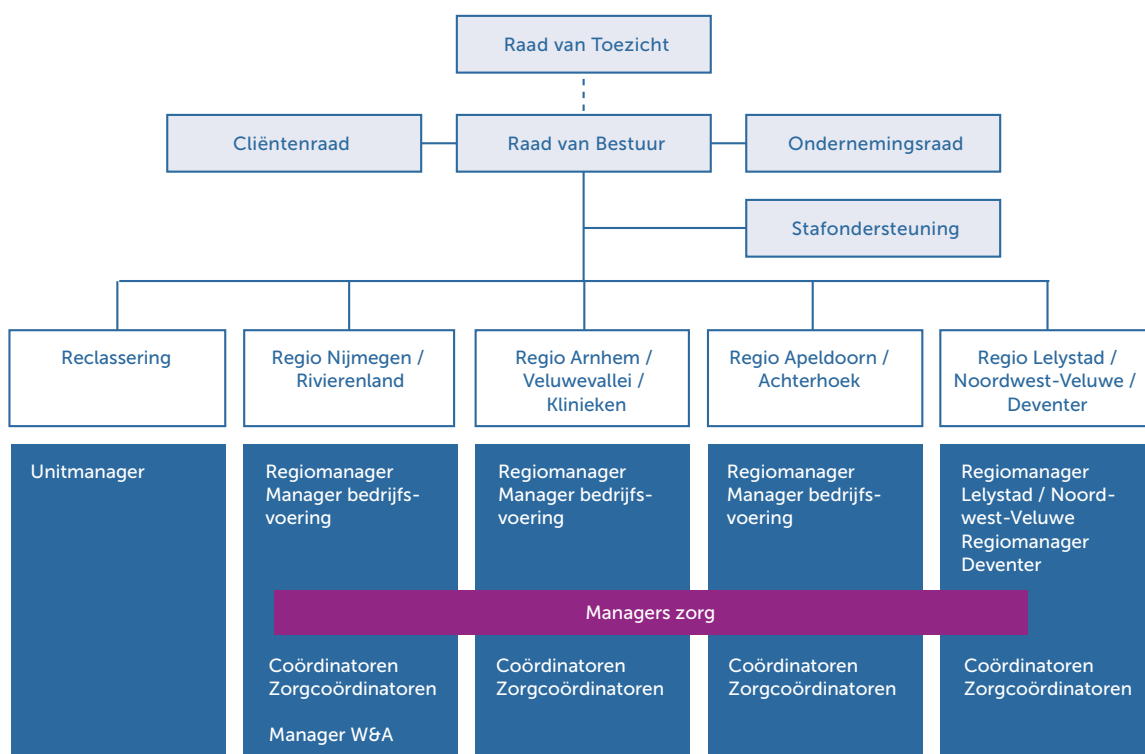 Raad van Toezicht
Cliëntenraad
Raad van Bestuur
Ondernemingsraad
Stafondersteuning
Reclassering
Regio Nijmegen /
Rivierenland
Regio Arnhem /
Veluwevallei /
Klinieken
Regio Apeldoorn /
Achterhoek
Regio Lelystad /
Noordwest-Veluwe /
Deventer
Unitmanager
Regiomanager
Manager bedrijfs-
voering
Regiomanager
Manager bedrijfs-
voering
Regiomanager
Manager bedrijfs-
voering
Regiomanager
Lelystad / Noord-
west-Veluwe
Regiomanager
Deventer
Managers zorg
Coördinatoren
Zorgcoördinatoren
Manager W&A
Coördinatoren
Zorgcoördinatoren
Coördinatoren
Zorgcoördinatoren
Coördinatoren
Zorgcoördinatoren